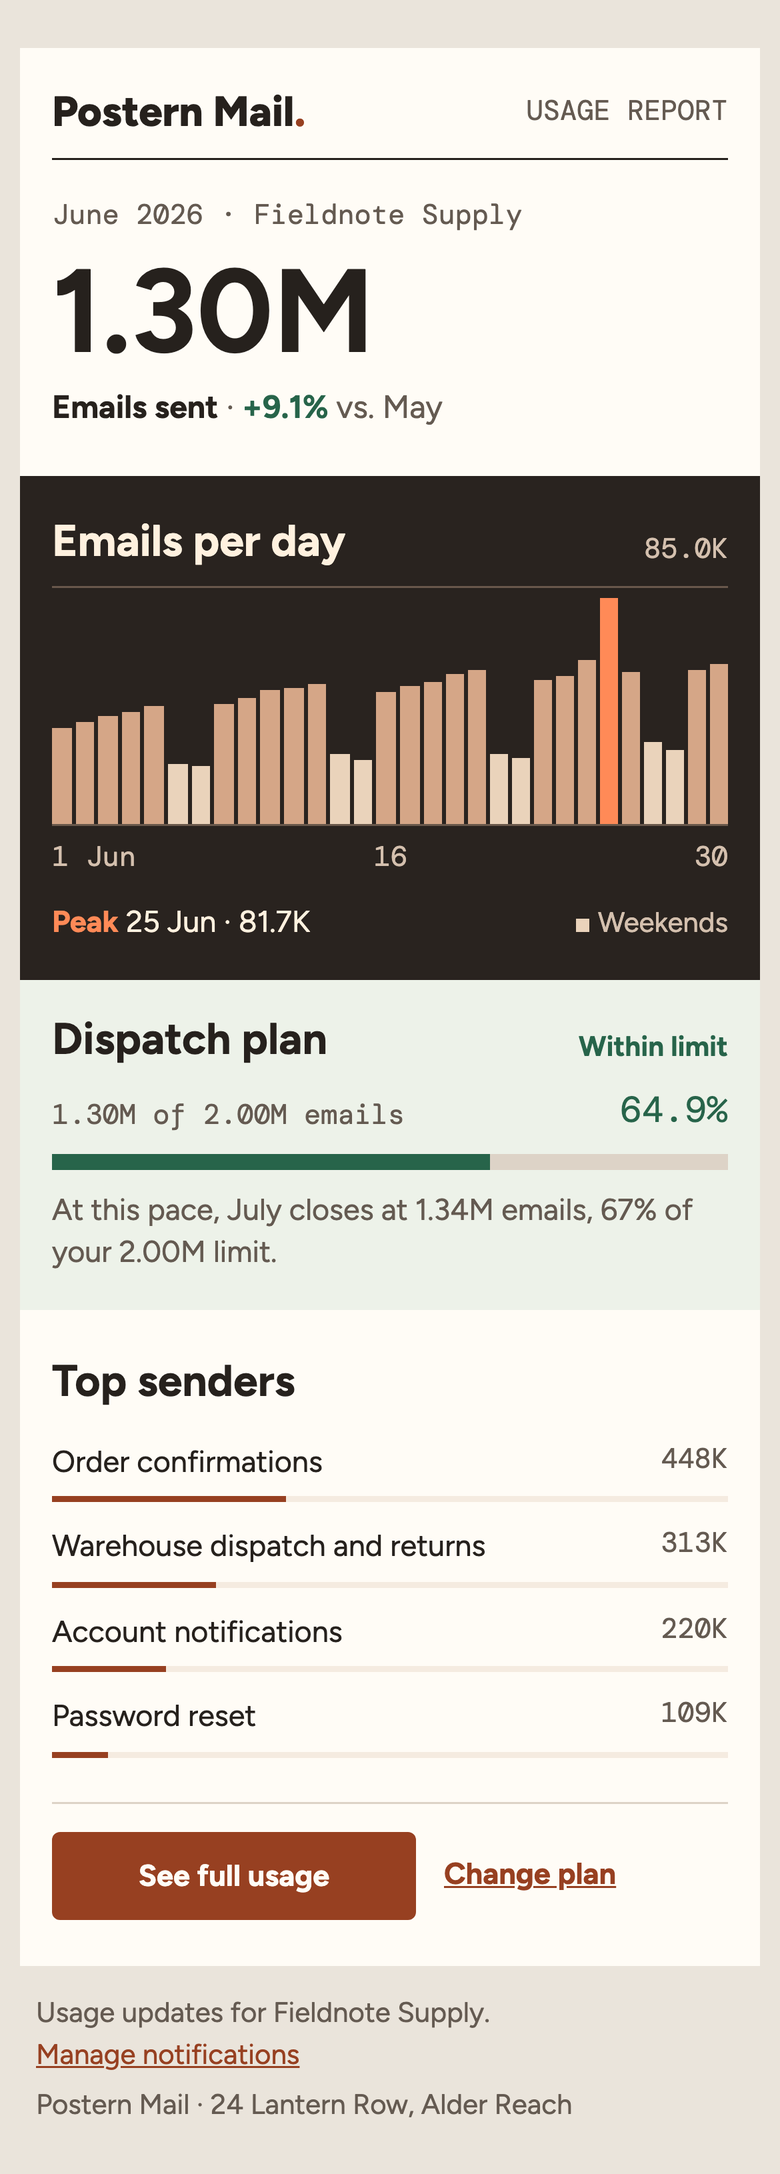 Postern Mail.
USAGE REPORT
June 2026 · Fieldnote Supply
1.30M
Emails sent · +9.1% vs. May
Emails per day
85.0K
1 Jun
16
30
Peak 25 Jun · 81.7K
Weekends
Dispatch plan
Within limit
1.30M of 2.00M emails
64.9%
At this pace, July closes at 1.34M emails, 67% of
your 2.00M limit.
Top senders
Order confirmations
448K
Warehouse dispatch and returns
313K
Account notifications
220K
Password reset
109K
See full usage
Change plan
Usage updates for Fieldnote Supply.
Manage notifications
Postern Mail · 24 Lantern Row, Alder Reach